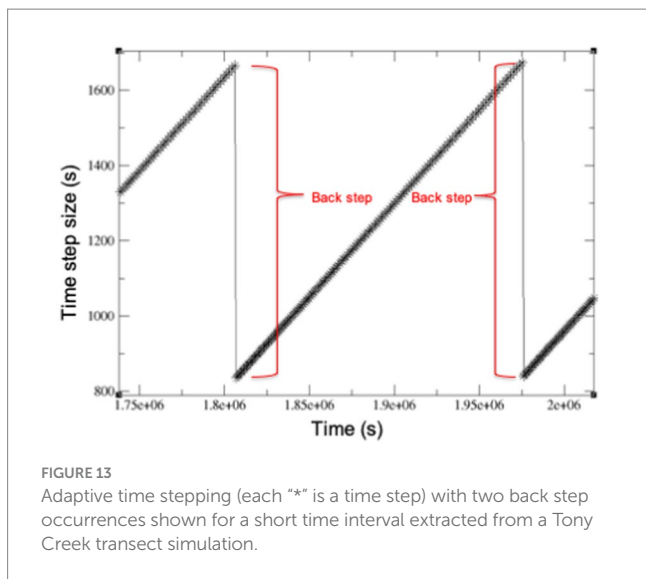 1600
1400
1200
1000
800
Time step size (s)
Back step
Back step
1.75e+06
1.8e+06
1.85e+06
1.9e+06
1.95e+06
2e+06
Time (s)
FIGURE 13
Adaptive time stepping (each "*" is a time step) with two back step
occurrences shown for a short time interval extracted from a Tony
Creek transect simulation.